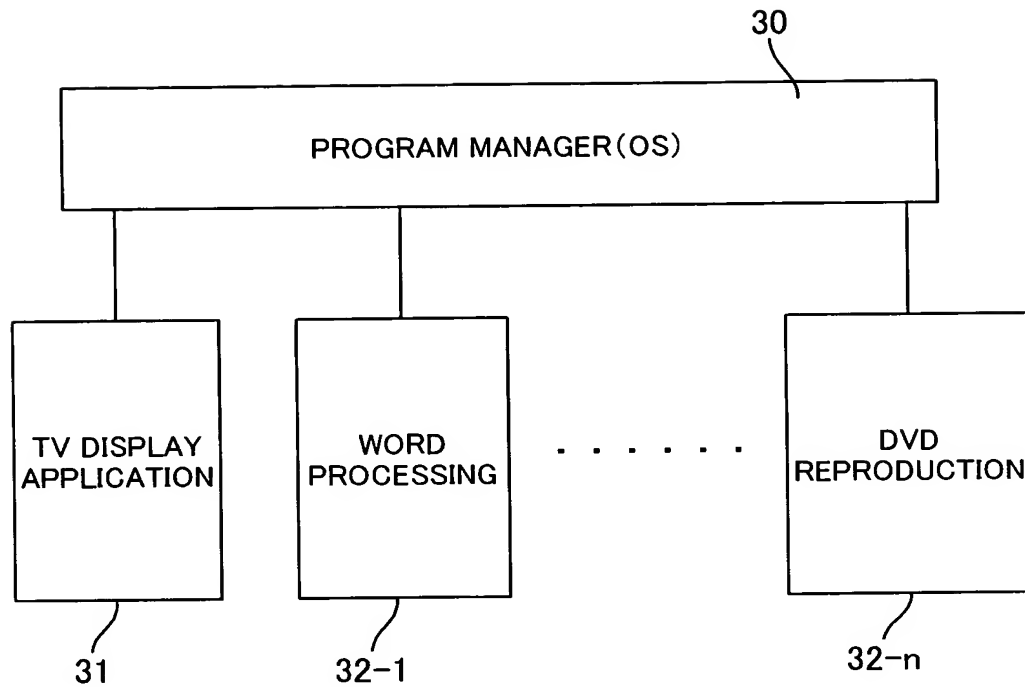 30
PROGRAM MANAGER(OS)
TV DISPLAY
APPLICATION
WORD
PROCESSING
. . . . . .
DVD
REPRODUCTION
31
32-1
32-n